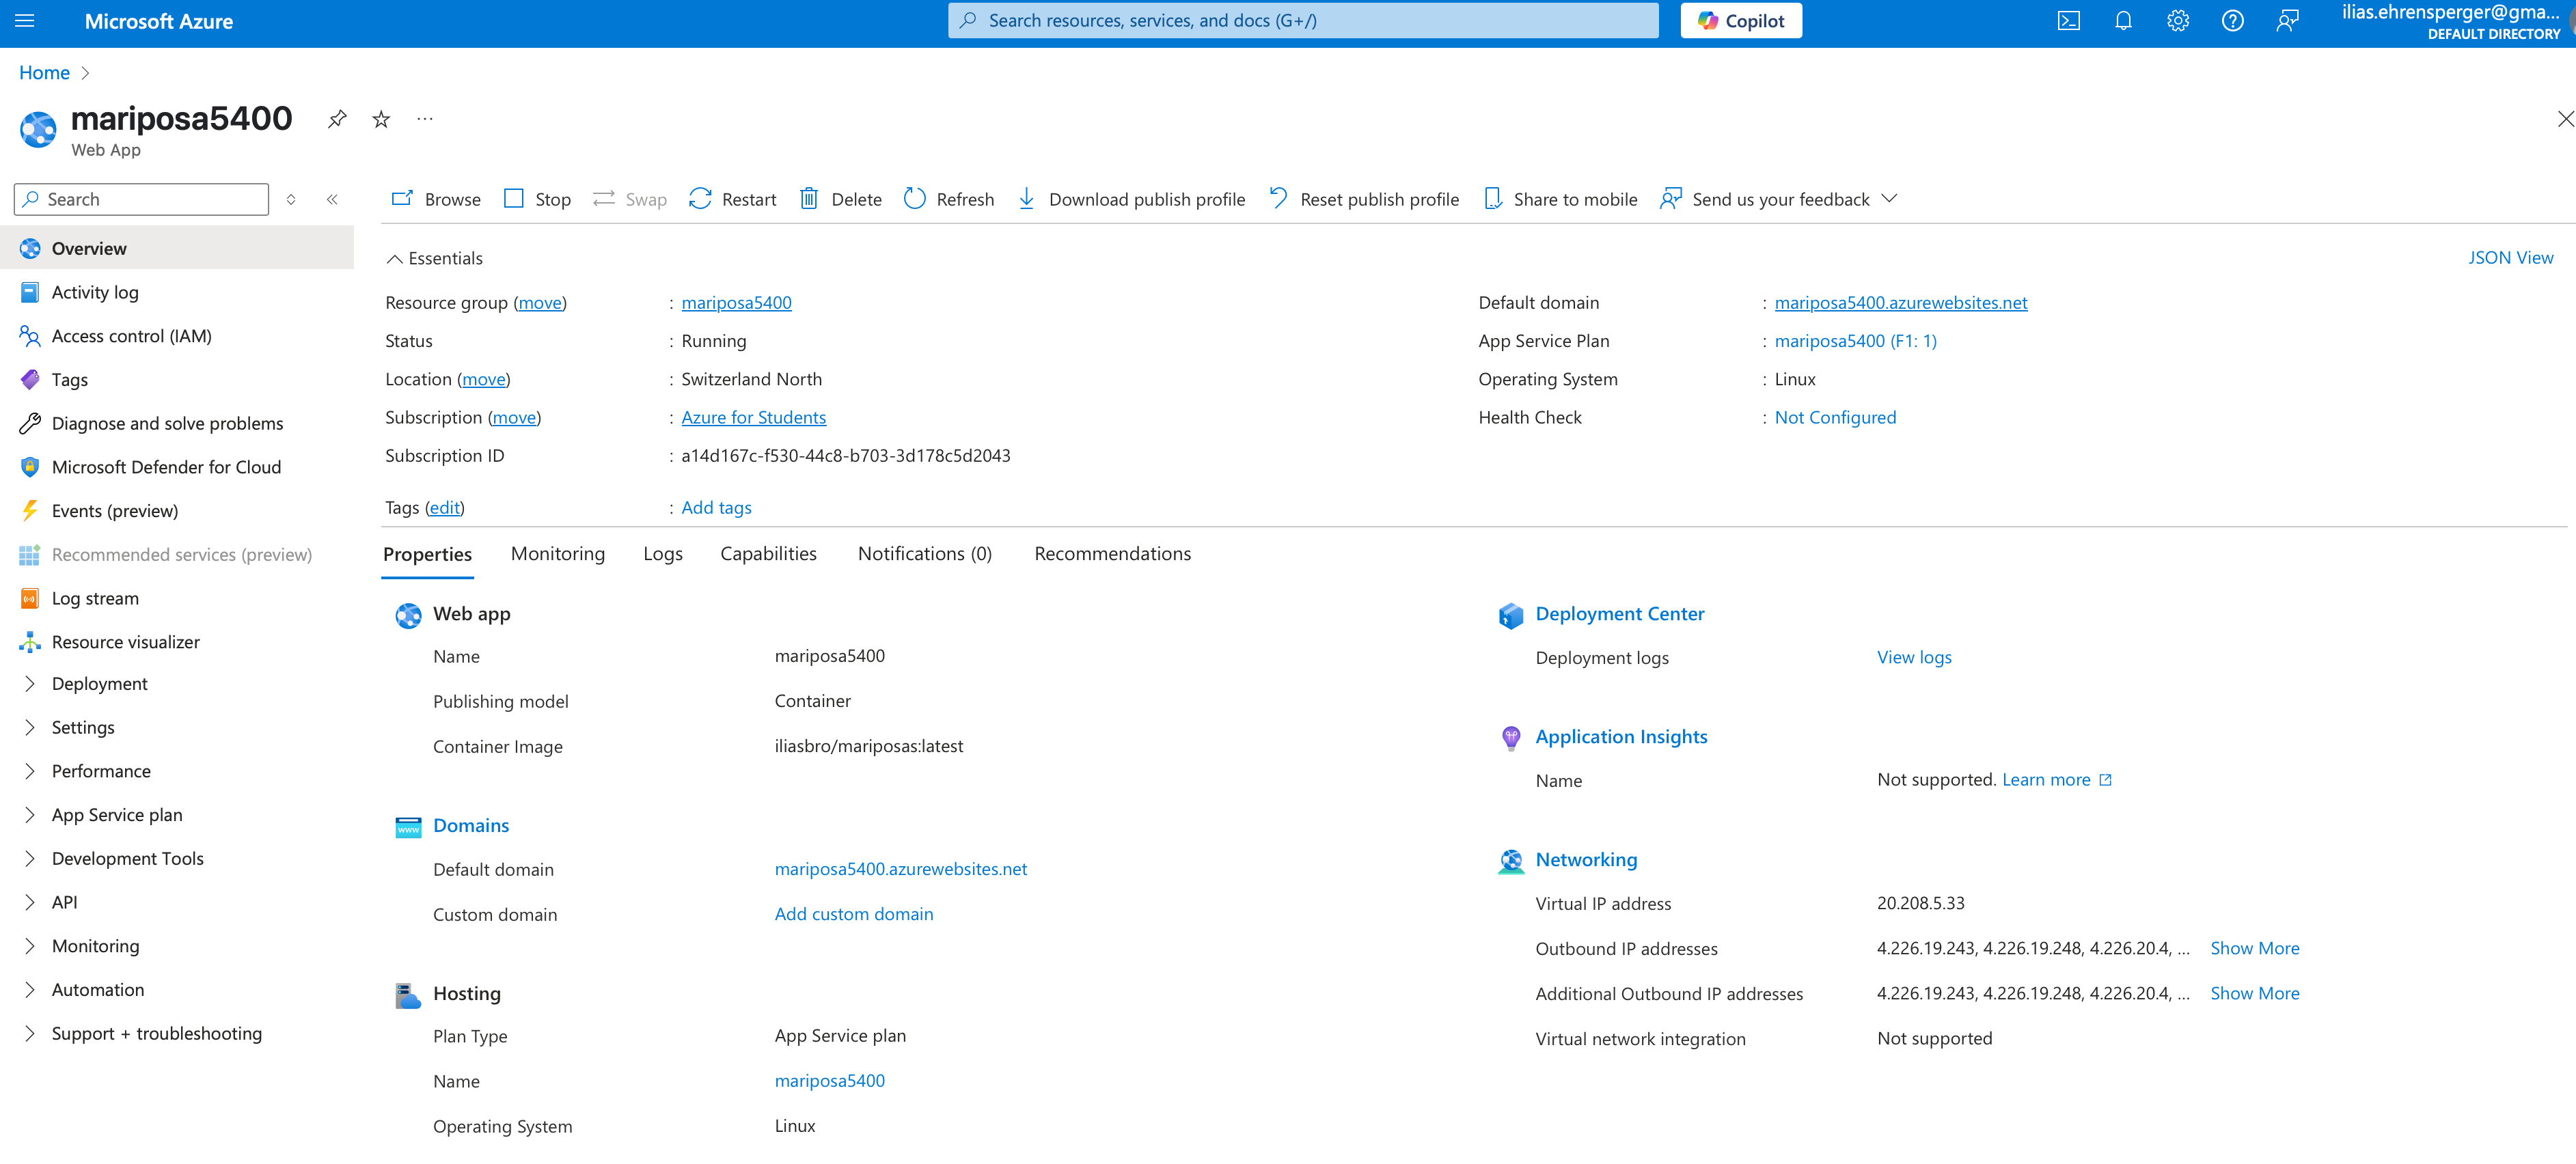 Microsoft Azure
Search resources, services, and docs (G+/)
Copilot
ilias.ehrensperger@gma...
DEFAULT DIRECTORY
Home
mariposa5400
Web App
Search
Browse
Stop
Swap
Restart
Delete
Refresh
Download publish profile
Reset publish profile
Share to mobile
Send us your feedback
Overview
Activity log
Access control (IAM)
Tags
Diagnose and solve problems
Microsoft Defender for Cloud
Events (preview)
Recommended services (preview)
Log stream
Resource visualizer
Deployment
Settings
Performance
App Service plan
Development Tools
API
Monitoring
Automation
Support + troubleshooting
Essentials
JSON View
Resource group (move) : mariposa5400
Status : Running
Location (move) : Switzerland North
Subscription (move) : Azure for Students
Subscription ID : a14d167c-f530-44c8-b703-3d178c5d2043
Tags (edit) : Add tags
Default domain : mariposa5400.azurewebsites.net
App Service Plan : mariposa5400 (F1: 1)
Operating System : Linux
Health Check : Not Configured
Properties
Monitoring
Logs
Capabilities
Notifications (0)
Recommendations
Web app
Name mariposa5400
Publishing model Container
Container Image iliasbro/mariposas:latest
www
Domains
Default domain mariposa5400.azurewebsites.net
Custom domain Add custom domain
Hosting
Plan Type App Service plan
Name mariposa5400
Operating System Linux
Deployment Center
Deployment logs View logs
Application Insights
Name Not supported. Learn more
Networking
Virtual IP address 20.208.5.33
Outbound IP addresses 4.226.19.243, 4.226.19.248, 4.226.20.4, ... Show More
Additional Outbound IP addresses 4.226.19.243, 4.226.19.248, 4.226.20.4, ... Show More
Virtual network integration Not supported